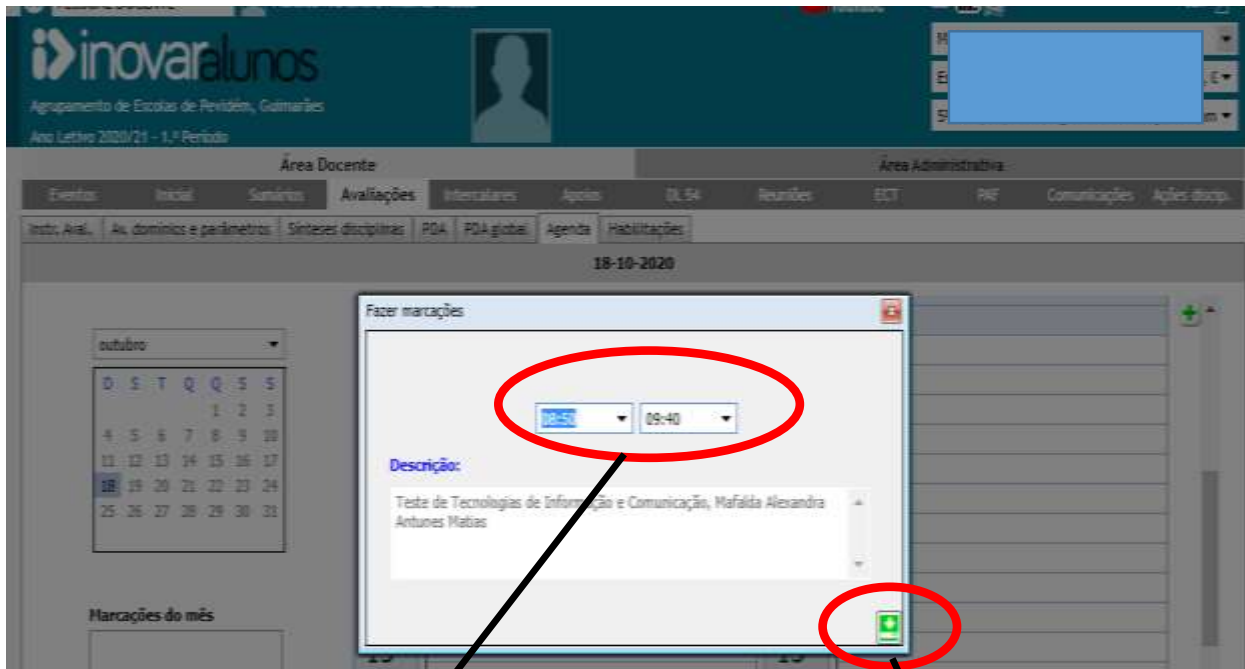 inovaralunos
Agrupamento de Escolas de Pevidém, Guimarães
Ano Letivo 2020/21 - 1.º Período
Área Docente
Área Administrativa
Eventos Inicial Sumários Avaliações Intercalares Apoios DL 54 Reuniões ECT PAF Comunicações Ações discip.
Instr. Aval. Av. domínios e parâmetros Sínteses disciplinas PDA PDA global Agenda Habilitações
18-10-2020
Fazer marcações
outubro
D S T Q Q S S
1 2 3
4 5 6 7 8 9 10
11 12 13 14 15 16 17
18 19 20 21 22 23 24
25 26 27 28 29 30 31
08:50 09:40
Descrição:
Teste de Tecnologias de Informação e Comunicação, Mafalda Alexandra
Antunes Matias
Marcações do mês